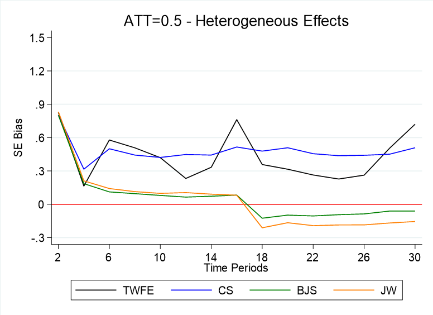 ATT=0.5 - Heterogeneous Effects
1.5
1.2
.9
.6
.3
0
-.3
SE Bias
2 6 10 14 18 22 26 30
Time Periods
TWFE CS BJS JW